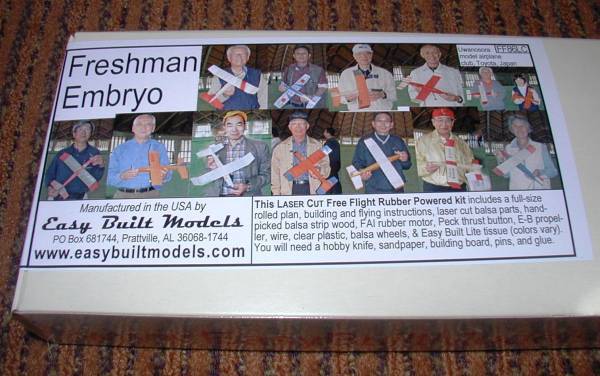 Freshman
Embryo
Uwanosora FF86LC
model airplane
club, Toyota, Japan
Manufactured in the USA by
Easy Built Models
PO Box 681744, Prattville, AL 36068-1744
www.easybuiltmodels.com
This LASER CUT Free Flight Rubber Powered kit includes a full-size
rolled plan, building and flying instructions, laser cut balsa parts, hand-
picked balsa strip wood, FAI rubber motor, Peck thrust button, E-B propel-
ler, wire, clear plastic, balsa wheels, & Easy Built Lite tissue (colors vary).
You will need a hobby knife, sandpaper, building board, pins, and glue.